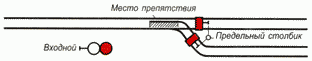 Место препятствия
Предельный столбик
Входной